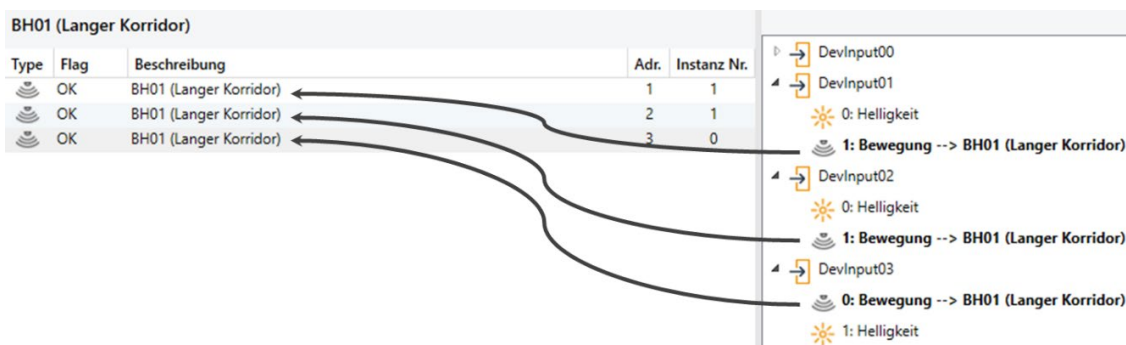 BH01 (Langer Korridor)
Type Flag Beschreibung Adr. Instanz Nr.
OK BH01 (Langer Korridor) 1 1
OK BH01 (Langer Korridor) 2 1
OK BH01 (Langer Korridor) 3 0
DevInput00
DevInput01
0: Helligkeit
1: Bewegung --> BH01 (Langer Korridor)
DevInput02
0: Helligkeit
1: Bewegung --> BH01 (Langer Korridor)
DevInput03
0: Bewegung --> BH01 (Langer Korridor)
1: Helligkeit